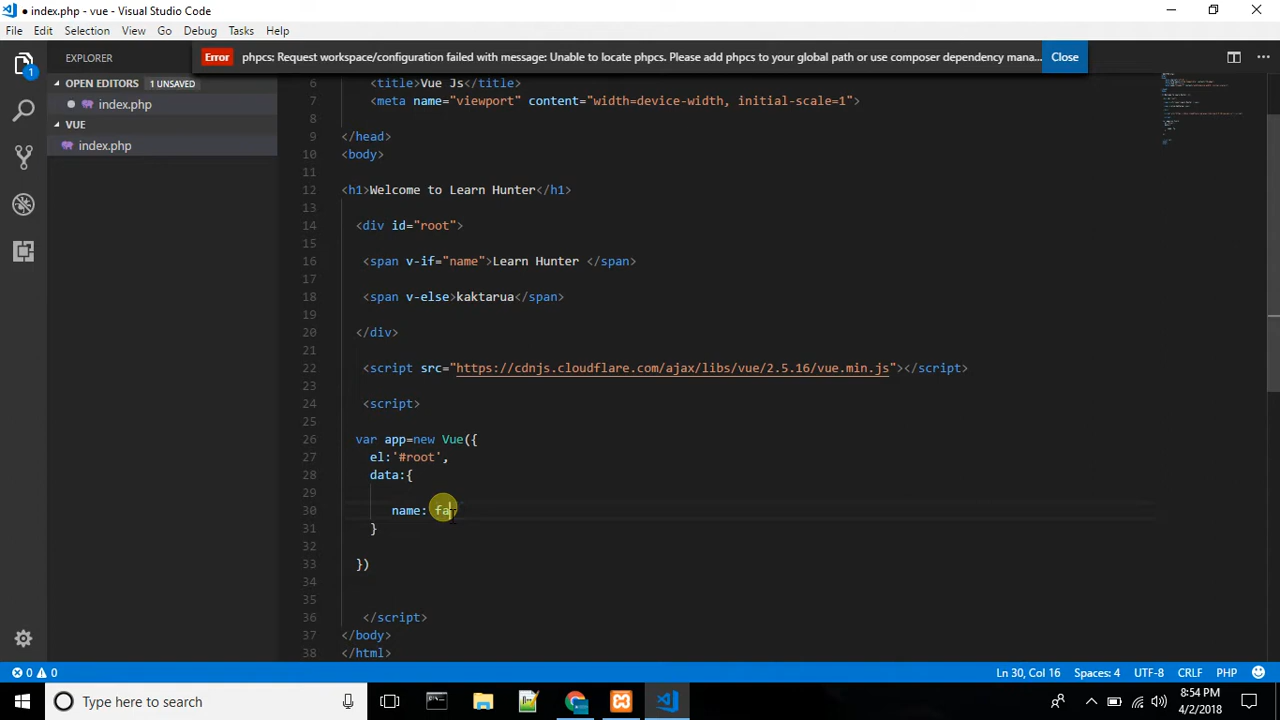 ● index.php - vue - Visual Studio Code
File Edit Selection View Go Debug Tasks Help
EXPLORER
Error phpcs: Request workspace/configuration failed with message: Unable to locate phpcs. Please add phpcs to your global path or use composer dependency mana... Close
1
OPEN EDITORS 1 UNSAVED
index.php
VUE
index.php
6 <title>Vue Js</title>
7 <meta name="viewport" content="width=device-width, initial-scale=1">
8
9 </head>
10 <body>
11
12 <h1>Welcome to Learn Hunter</h1>
13
14 <div id="root">
15
16 <span v-if="name">Learn Hunter </span>
17
18 <span v-else>kaktarua</span>
19
20 </div>
21
22 <script src="https://cdnjs.cloudflare.com/ajax/libs/vue/2.5.16/vue.min.js"></script>
23
24 <script>
25
26 var app=new Vue({
27 el:'#root',
28 data:{
29
30 name: fa
31 }
32
33 })
34
35
36 </script>
37 </body>
38 </html>
0 0 Ln 30, Col 16 Spaces: 4 UTF-8 CRLF PHP
Type here to search
8:54 PM
4/2/2018